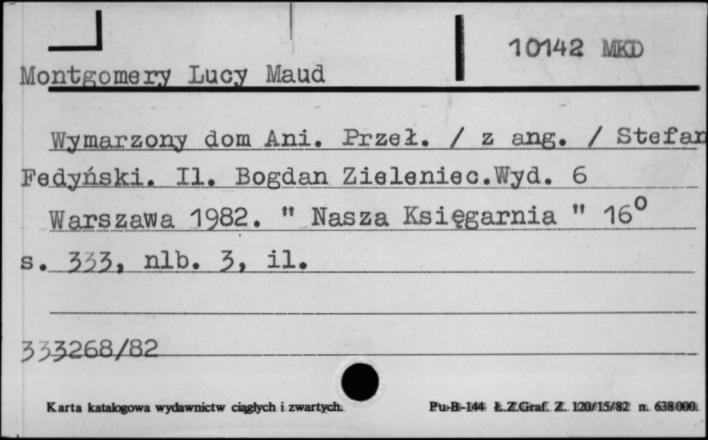 10142 MKD
Montgomery Lucy Maud
Wymarzony dom Ani. Przeł. / z ang. / Stefan
Fedyński. Il. Bogdan Zieleniec.Wyd. 6
Warszawa 1982. " Nasza Księgarnia " 16°
s. 333, nlb. 3, il.
333268/82
Karta katalogowa wydawnictw ciągłych i zwartych. Pu-B-144 Ł.Z.Graf. Z. 120/15/82 n. 638000.